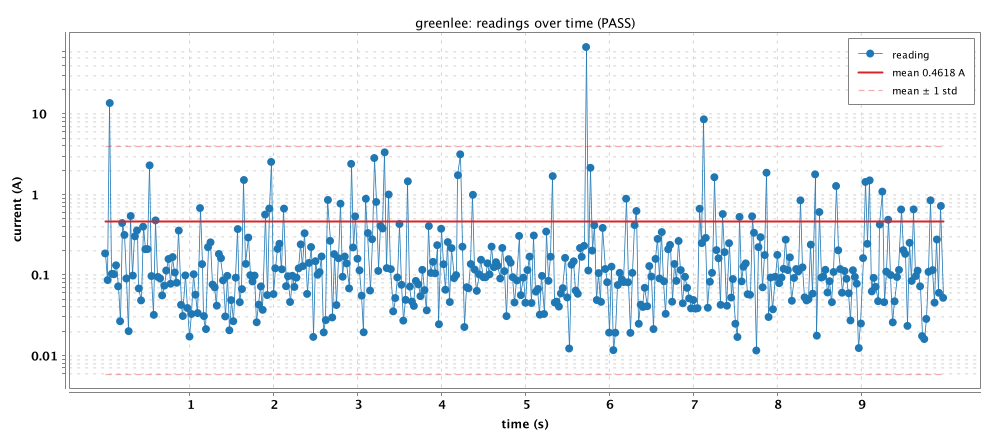 greenlee: readings over time (PASS)
reading
mean 0.4618 A
mean ± 1 std
current (A)
10
1
0.1
0.01
1 2 3 4 5 6 7 8 9
time (s)